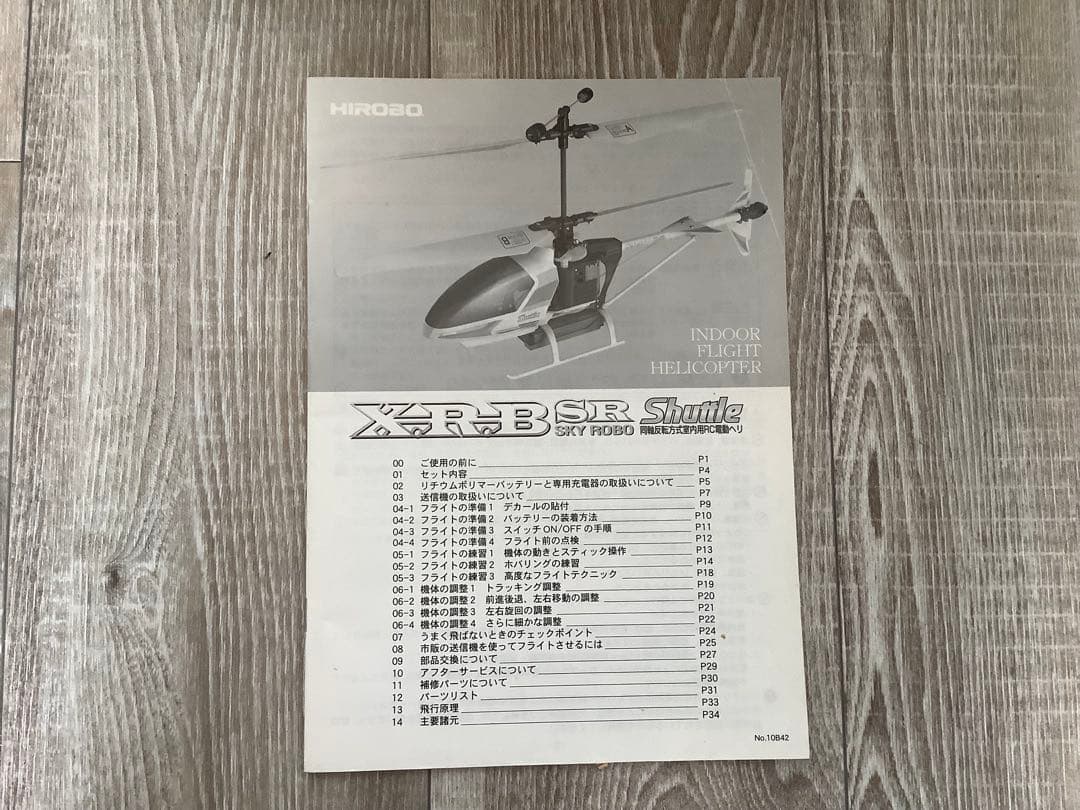 HIROBO
A
B
Shuttle
INDOOR
FLIGHT
HELICOPTER
X.R.B SR Shuttle
SKY ROBO 同軸反転方式室内用RC電動ヘリ
00 ご使用の前に P1
01 セット内容 P4
02 リチウムポリマーバッテリーと専用充電器の取扱いについて P5
03 送信機の取扱いについて P7
04-1 フライトの準備1 デカールの貼付 P9
04-2 フライトの準備2 バッテリーの装着方法 P10
04-3 フライトの準備3 スイッチON/OFFの手順 P11
04-4 フライトの準備4 フライト前の点検 P12
05-1 フライトの練習1 機体の動きとスティック操作 P13
05-2 フライトの練習2 ホバリングの練習 P14
05-3 フライトの練習3 高度なフライトテクニック P18
06-1 機体の調整1 トラッキング調整 P19
06-2 機体の調整2 前進後退、左右移動の調整 P20
06-3 機体の調整3 左右旋回の調整 P21
06-4 機体の調整4 さらに細かな調整 P22
07 うまく飛ばないときのチェックポイント P24
08 市販の送信機を使ってフライトさせるには P25
09 部品交換について P27
10 アフターサービスについて P29
11 補修パーツについて P30
12 パーツリスト P31
13 飛行原理 P33
14 主要諸元 P34
No.10B42